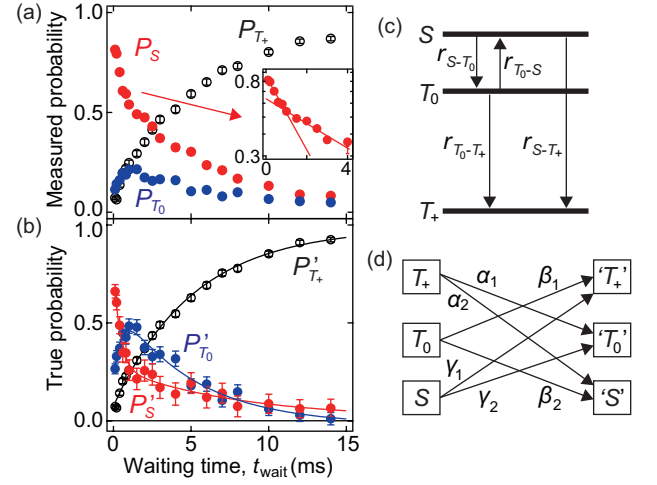 (a)
Measured probability
1.0
0.5
0.0
P_S
P_{T_+}
P_{T_0}
0.8
0.3
0
2
4
(b)
True probability
1.0
0.5
0.0
P'_{T_+}
P'_{T_0}
P'_S
0
5
10
15
Waiting time, t_wait (ms)
(c)
S
r_{S-T_0}
r_{T_0-S}
T_0
r_{T_0-T_+}
r_{S-T_+}
T_+
(d)
T_+
α_1
β_1
'T_+'
α_2
T_0
'T_0'
γ_1
S
γ_2
β_2
'S'